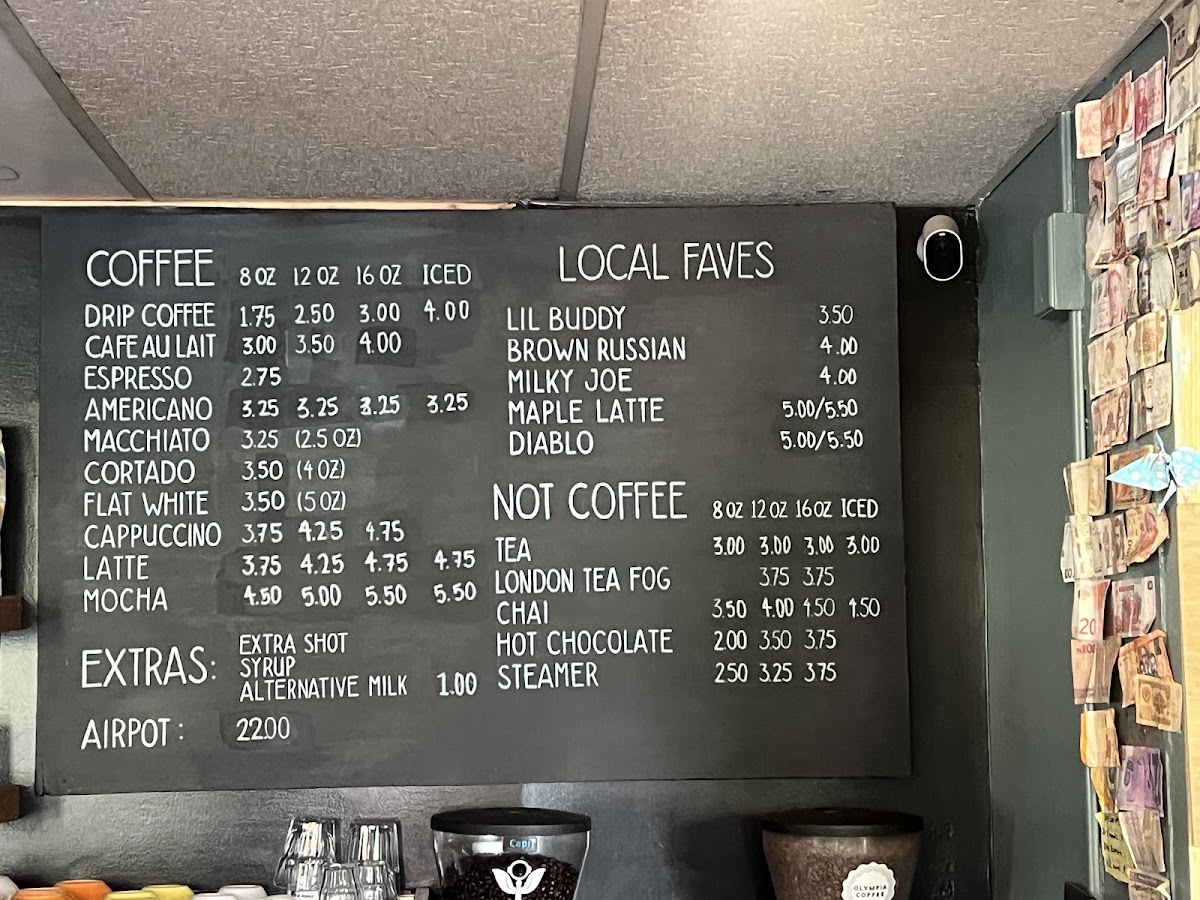 COFFEE 8 OZ 12 OZ 16 OZ ICED
DRIP COFFEE 1.75 2.50 3.00 4.00
CAFE AU LAIT 3.00 3.50 4.00
ESPRESSO 2.75
AMERICANO 3.25 3.25 3.25 3.25
MACCHIATO 3.25 (2.5 OZ)
CORTADO 3.50 (4 OZ)
FLAT WHITE 3.50 (5 OZ)
CAPPUCCINO 3.75 4.25 4.75
LATTE 3.75 4.25 4.75 4.75
MOCHA 4.50 5.00 5.50 5.50
EXTRAS:
EXTRA SHOT
SYRUP
ALTERNATIVE MILK 1.00
AIRPOT: 22.00
LOCAL FAVES
LIL BUDDY 3.50
BROWN RUSSIAN 4.00
MILKY JOE 4.00
MAPLE LATTE 5.00/5.50
DIABLO 5.00/5.50
NOT COFFEE 8 OZ 12 OZ 16 OZ ICED
TEA 3.00 3.00 3.00 3.00
LONDON TEA FOG 3.75 3.75
CHAI 3.50 4.00 4.50 4.50
HOT CHOCOLATE 2.00 3.50 3.75
STEAMER 2.50 3.25 3.75
OLYMPIA
COFFEE